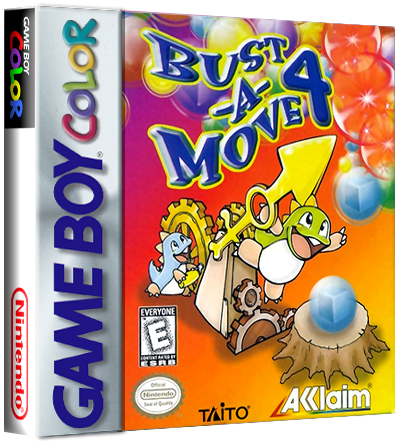 GAME BOY
COLOR
Nintendo
GAME BOY COLOR
BUST
-A-
MOVE 4
EVERYONE
E
CONTENT RATED BY
ESRB
Official
Nintendo
Seal of Quality
TAITO
AKKlaim